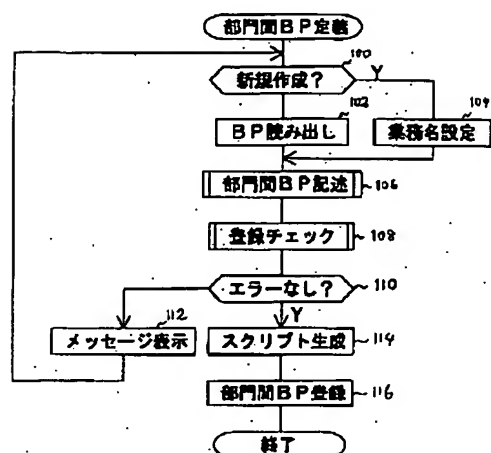 部門間BP定義
100
新規作成?
Y
102
104
BP読み出し
業務名設定
部門間BP記述
106
登録チェック
108
エラーなし?
110
112
Y
メッセージ表示
スクリプト生成
114
部門間BP登録
116
終了